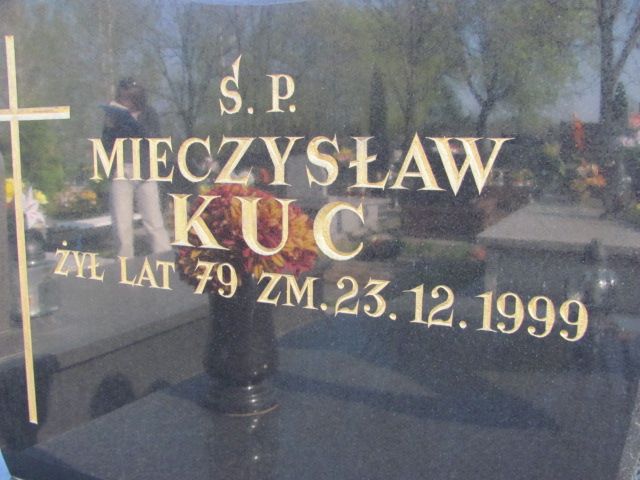 Ś. P.
MIECZYSŁAW
KUC
ŻYŁ LAT 79 ZM. 23. 12. 1999